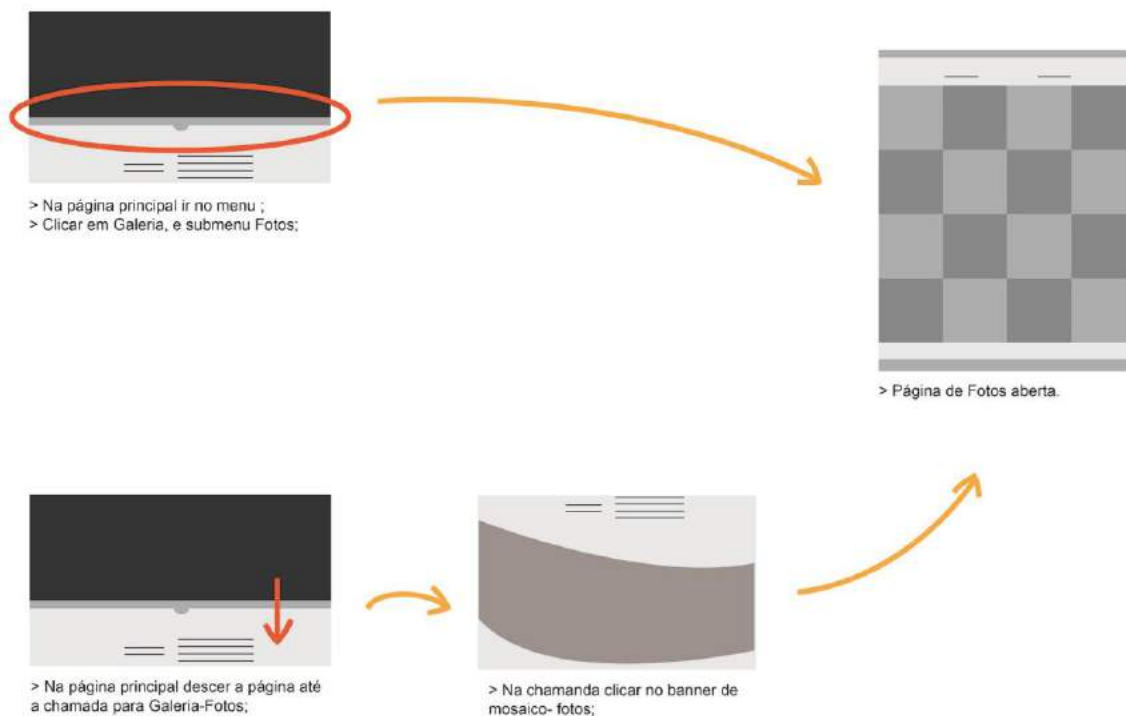 > Na página principal ir no menu ;
> Clicar em Galeria, e submenu Fotos;
> Página de Fotos aberta.
> Na página principal descer a página até
a chamada para Galeria-Fotos;
> Na chamanda clicar no banner de
mosaico- fotos;